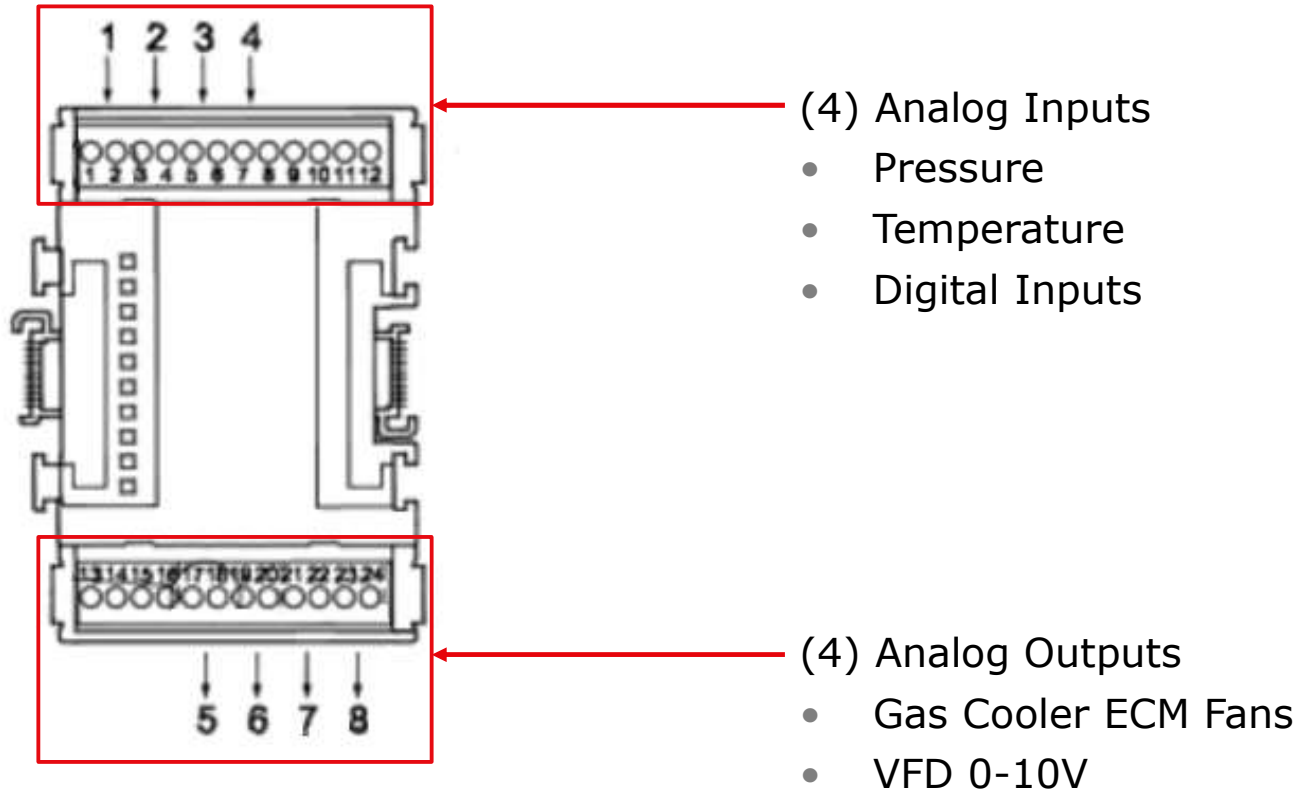 1 2 3 4
1 2 3 4 5 6 7 8 9 10 11 12
(4) Analog Inputs
• Pressure
• Temperature
• Digital Inputs
13 14 15 16 17 18 19 20 21 22 23 24
5 6 7 8
(4) Analog Outputs
• Gas Cooler ECM Fans
• VFD 0-10V